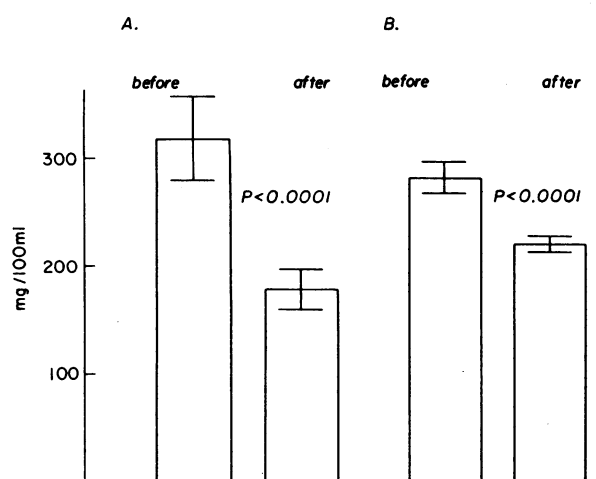 A. B.
before after before after
300
P<0.0001 P<0.0001
200
mg/100ml
100